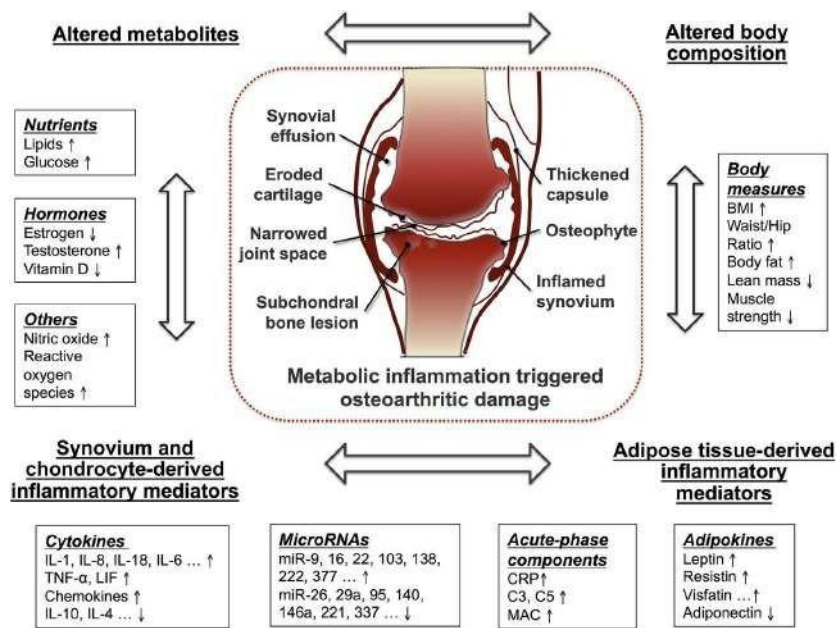 Altered metabolites
Altered body
composition
Nutrients
Lipids ↑
Glucose ↑
Hormones
Estrogen ↓
Testosterone ↑
Vitamin D ↓
Others
Nitric oxide ↑
Reactive
oxygen
species ↑
Synovial
effusion
Eroded
cartilage
Narrowed
joint space
Subchondral
bone lesion
Thickened
capsule
Osteophyte
Inflamed
synovium
Metabolic inflammation triggered
osteoarthritic damage
Body
measures
BMI ↑
Waist/Hip
Ratio ↑
Body fat ↑
Lean mass ↓
Muscle
strength ↓
Synovium and
chondrocyte-derived
inflammatory mediators
Adipose tissue-derived
inflammatory
mediators
Cytokines
IL-1, IL-8, IL-18, IL-6 ... ↑
TNF-α, LIF ↑
Chemokines ↑
IL-10, IL-4 ... ↓
MicroRNAs
miR-9, 16, 22, 103, 138,
222, 377 ... ↑
miR-26, 29a, 95, 140,
146a, 221, 337 ... ↓
Acute-phase
components
CRP↑
C3, C5 ↑
MAC ↑
Adipokines
Leptin ↑
Resistin ↑
Visfatin ...↑
Adiponectin ↓